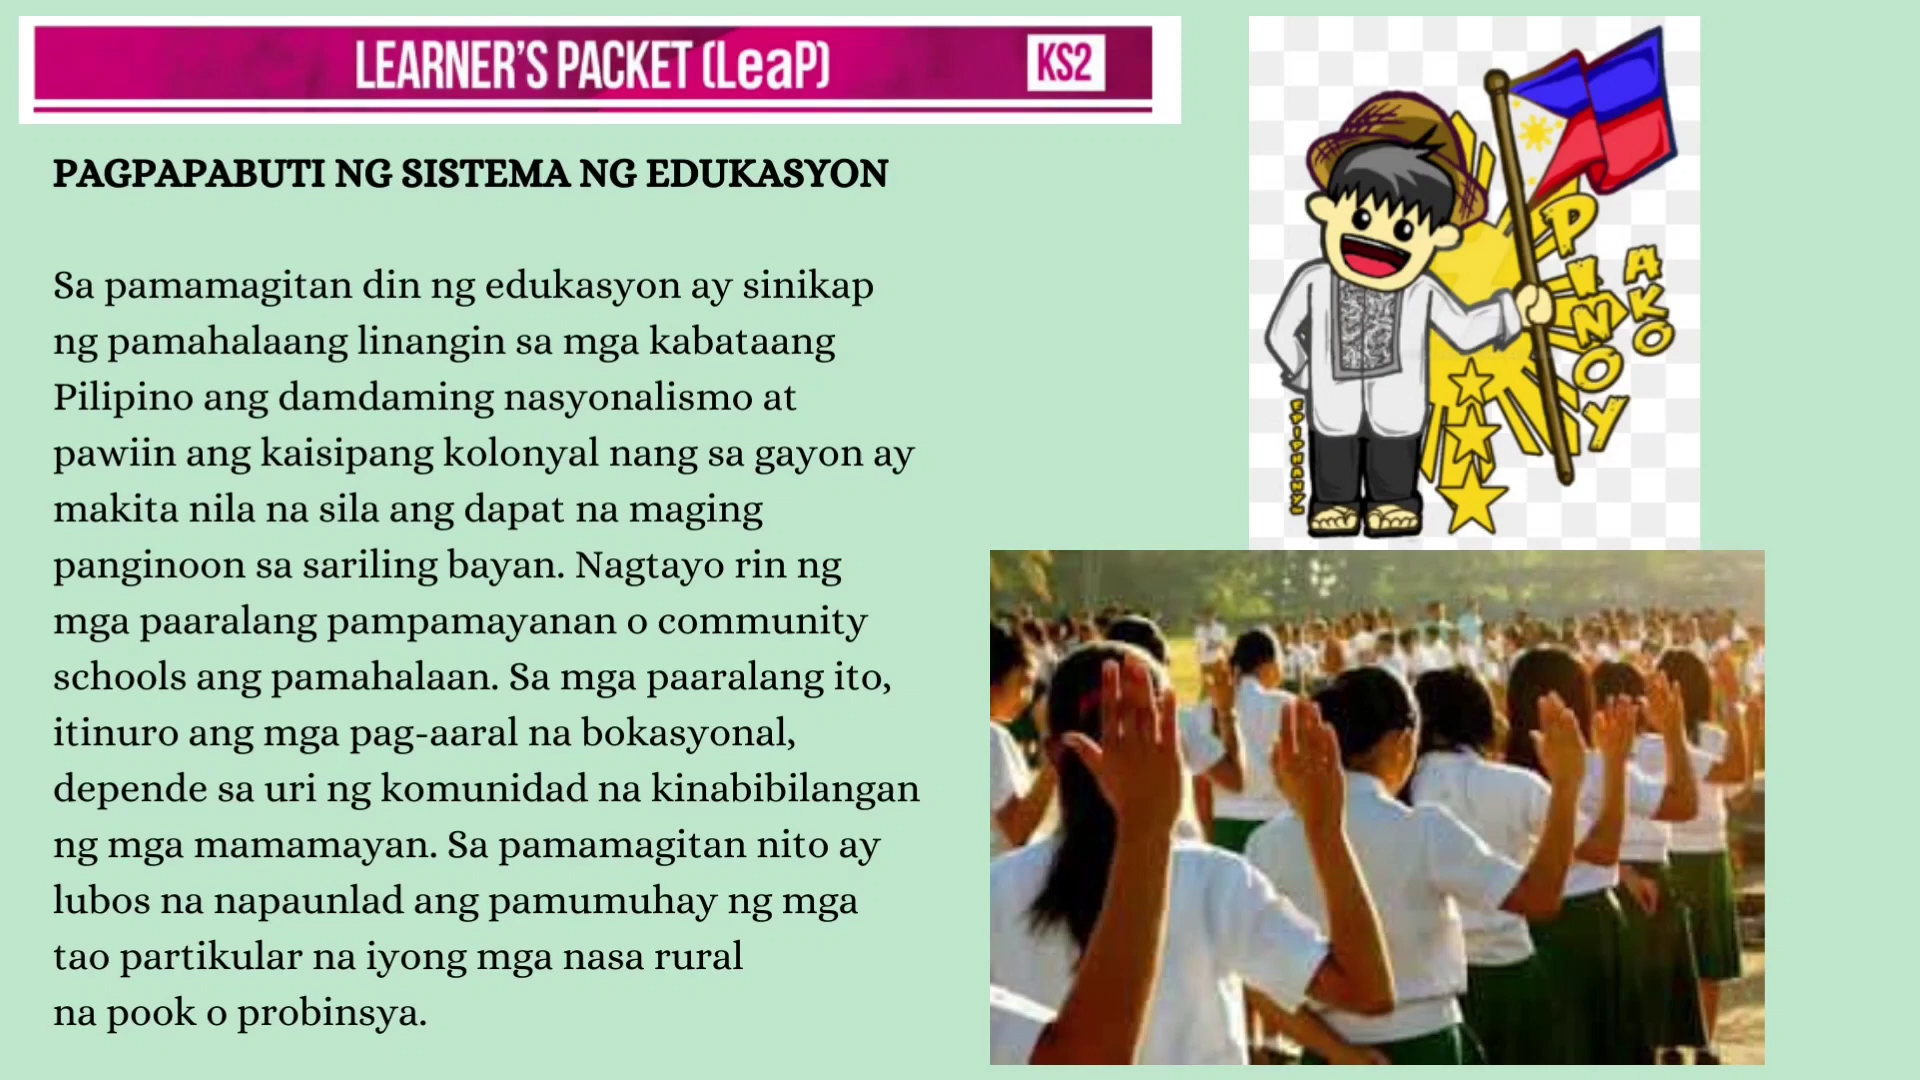 LEARNER'S PACKET (LeaP)
KS2
PAGPAPABUTI NG SISTEMA NG EDUKASYON
Sa pamamagitan din ng edukasyon ay sinikap
ng pamahalaang linangin sa mga kabataang
Pilipino ang damdaming nasyonalismo at
pawiin ang kaisipang kolonyal nang sa gayon ay
makita nila na sila ang dapat na maging
panginoon sa sariling bayan. Nagtayo rin ng
mga paaralang pampamayanan o community
schools ang pamahalaan. Sa mga paaralang ito,
itinuro ang mga pag-aaral na bokasyonal,
depende sa uri ng komunidad na kinabibilangan
ng mga mamamayan. Sa pamamagitan nito ay
lubos na napaunlad ang pamumuhay ng mga
tao partikular na iyong mga nasa rural
na pook o probinsya.
PINOY
AKO
EPIPHANY